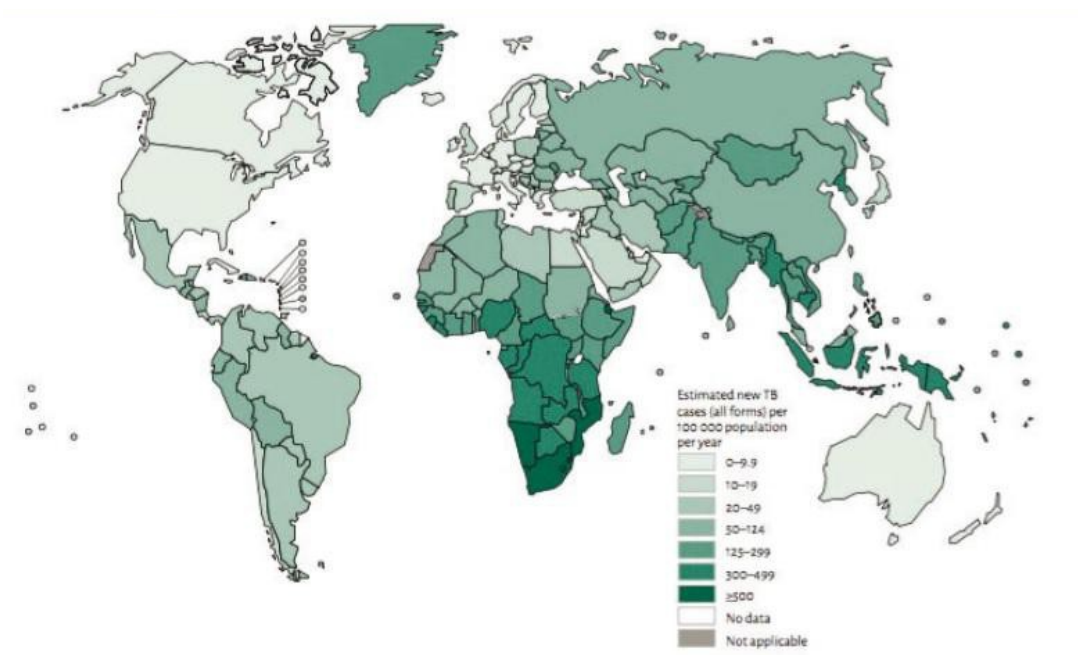 Estimated new TB
cases (all forms) per
100 000 population
per year
0–9.9
10–19
20–49
50–124
125–299
300–499
≥500
No data
Not applicable